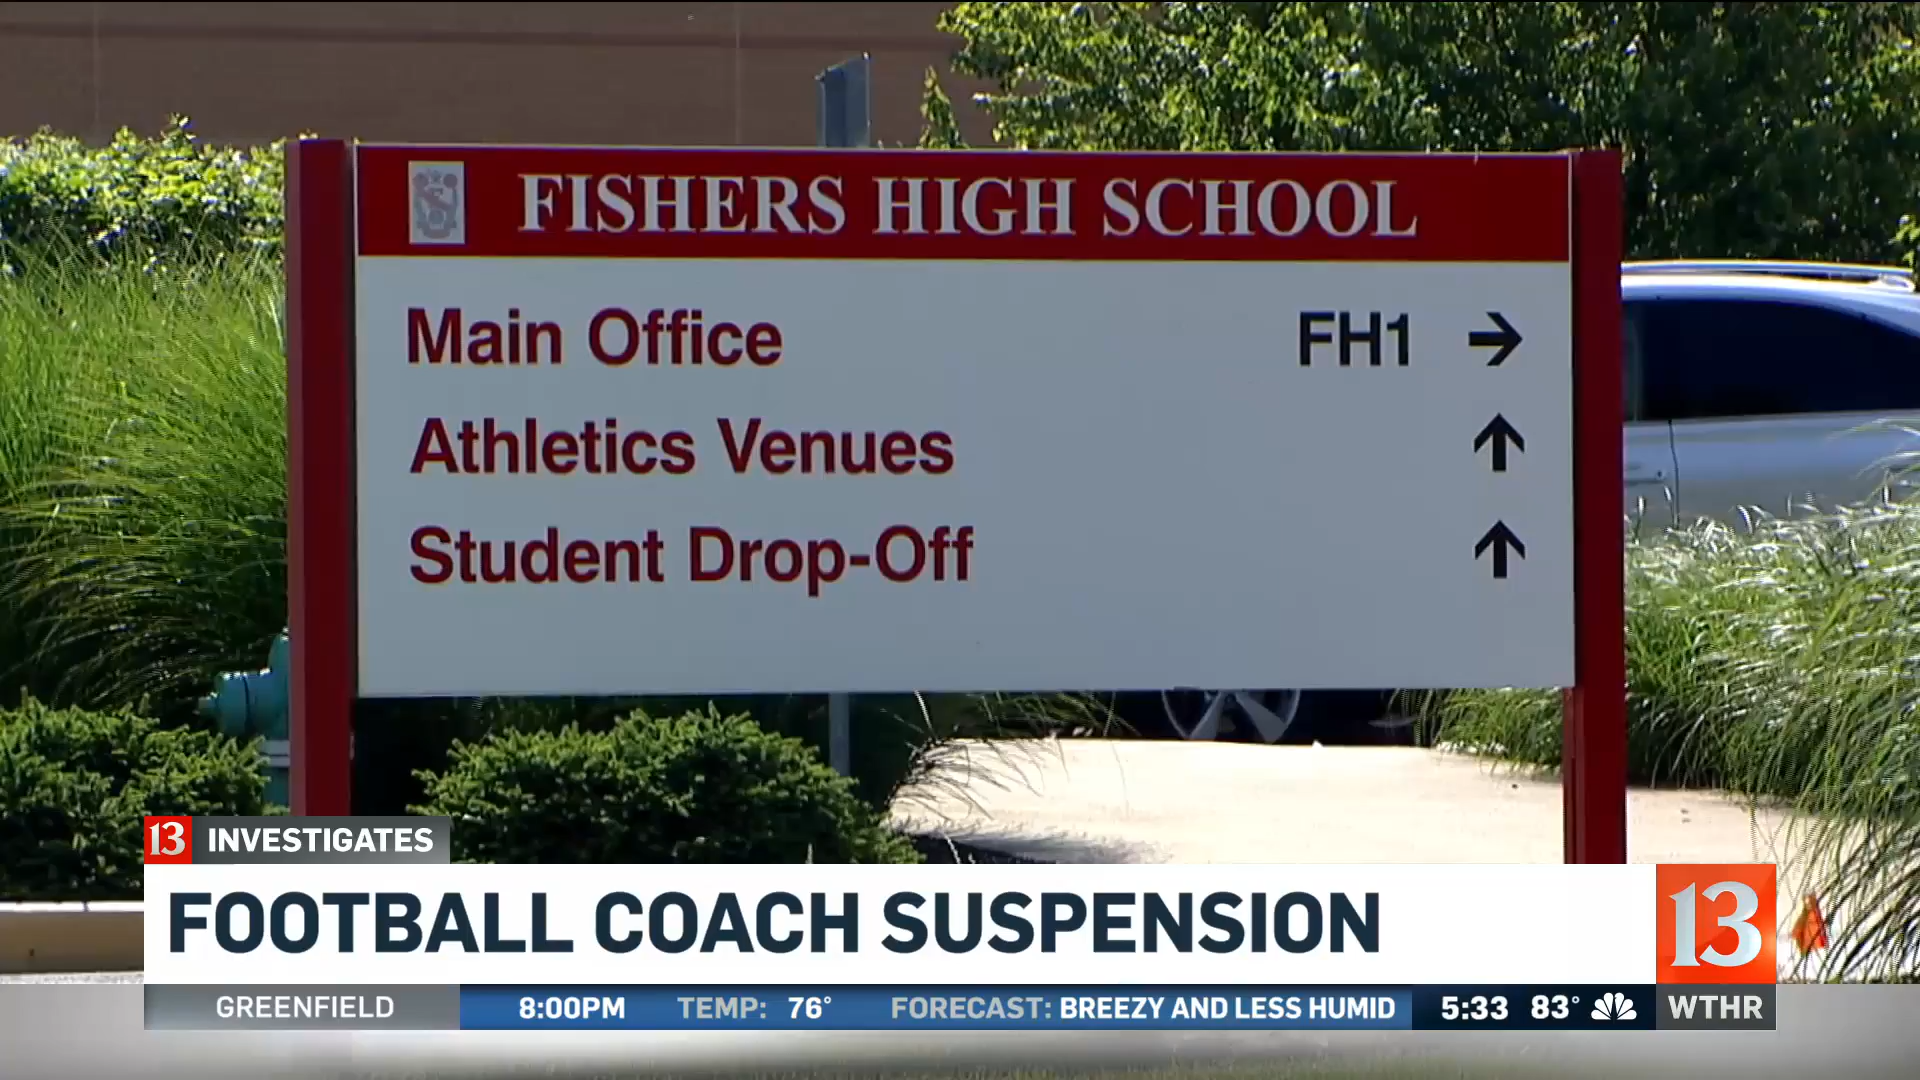 FISHERS HIGH SCHOOL
Main Office FH1 →
Athletics Venues ↑
Student Drop-Off ↑
13 INVESTIGATES
FOOTBALL COACH SUSPENSION
13
GREENFIELD 8:00PM TEMP: 76° FORECAST: BREEZY AND LESS HUMID 5:33 83° WTHR